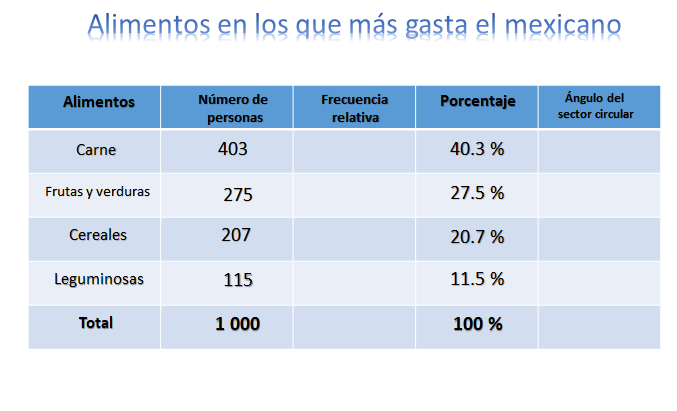 Alimentos en los que más gasta el mexicano
Alimentos Número de personas Frecuencia relativa Porcentaje Ángulo del sector circular
Carne 403 40.3 %
Frutas y verduras 275 27.5 %
Cereales 207 20.7 %
Leguminosas 115 11.5 %
Total 1 000 100 %